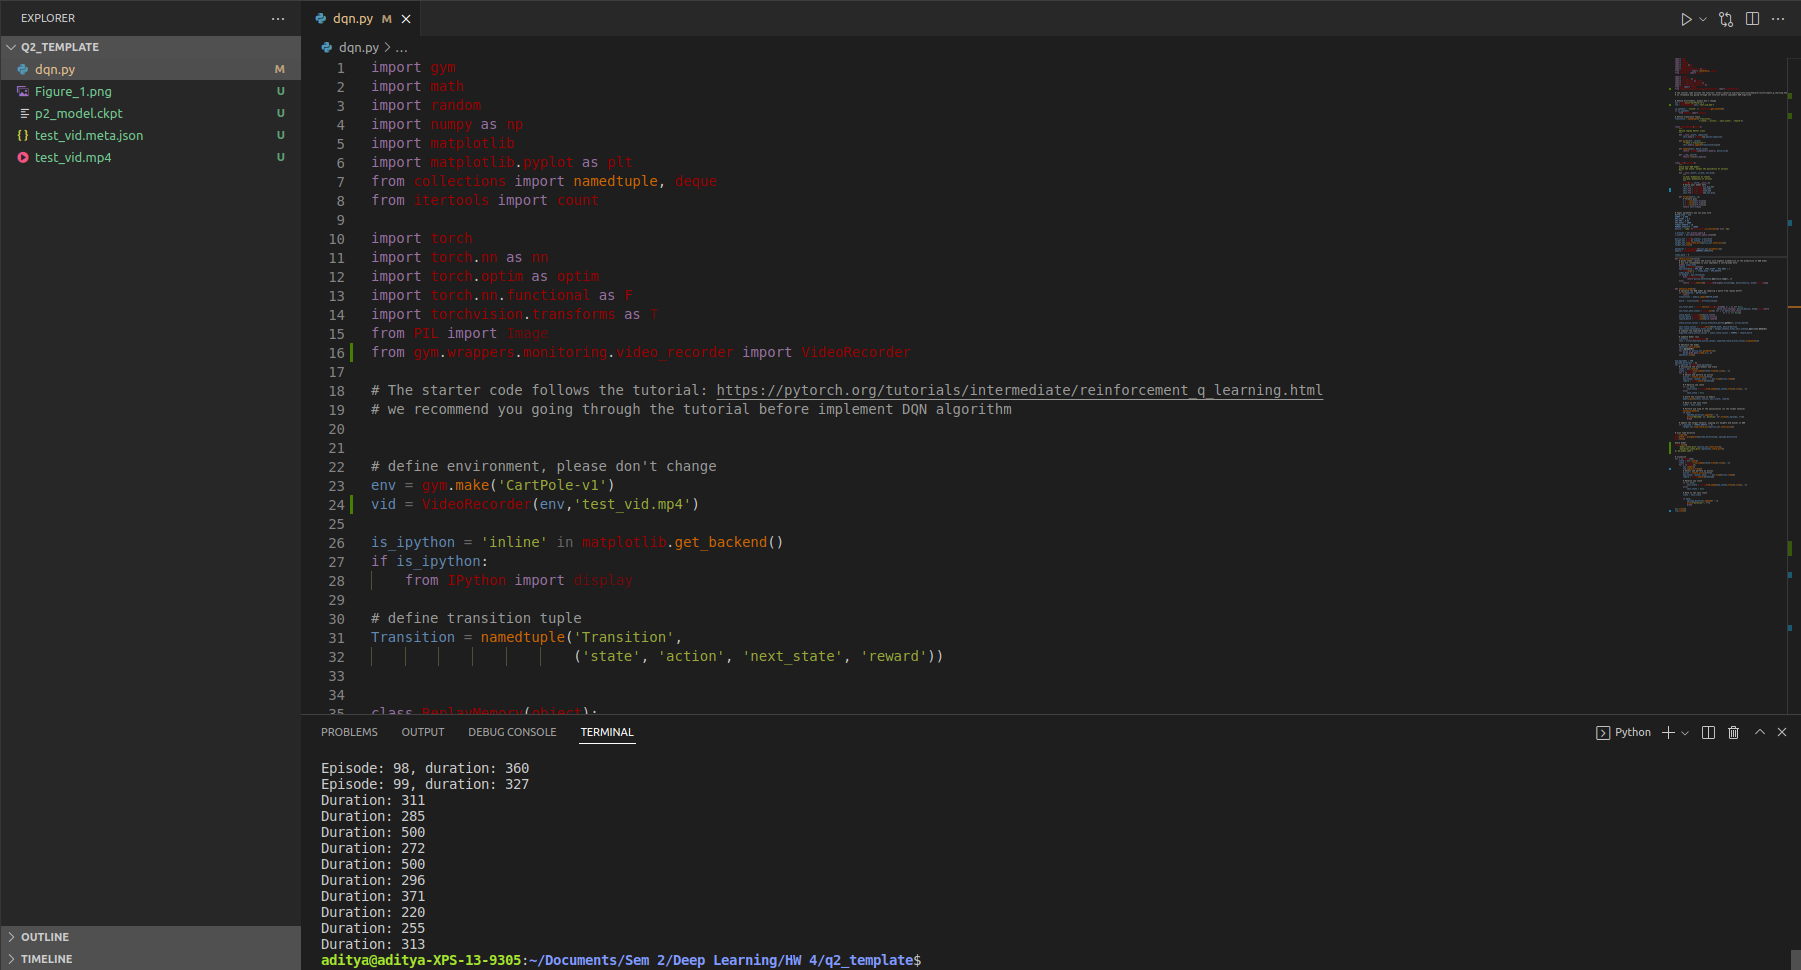 EXPLORER
Q2_TEMPLATE
dqn.py M
Figure_1.png U
p2_model.ckpt U
{} test_vid.meta.json U
test_vid.mp4 U
OUTLINE
TIMELINE
dqn.py M
dqn.py > ...
1 import gym
2 import math
3 import random
4 import numpy as np
5 import matplotlib
6 import matplotlib.pyplot as plt
7 from collections import namedtuple, deque
8 from itertools import count
9
10 import torch
11 import torch.nn as nn
12 import torch.optim as optim
13 import torch.nn.functional as F
14 import torchvision.transforms as T
15 from PIL import Image
16 from gym.wrappers.monitoring.video_recorder import VideoRecorder
17
18 # The starter code follows the tutorial: https://pytorch.org/tutorials/intermediate/reinforcement_q_learning.html
19 # we recommend you going through the tutorial before implement DQN algorithm
20
21
22 # define environment, please don't change
23 env = gym.make('CartPole-v1')
24 vid = VideoRecorder(env,'test_vid.mp4')
25
26 is_ipython = 'inline' in matplotlib.get_backend()
27 if is_ipython:
28 from IPython import display
29
30 # define transition tuple
31 Transition = namedtuple('Transition',
32 ('state', 'action', 'next_state', 'reward'))
33
34
35 class ReplayMemory(object):
PROBLEMS OUTPUT DEBUG CONSOLE TERMINAL
Python
Episode: 98, duration: 360
Episode: 99, duration: 327
Duration: 311
Duration: 285
Duration: 500
Duration: 272
Duration: 500
Duration: 296
Duration: 371
Duration: 220
Duration: 255
Duration: 313
aditya@aditya-XPS-13-9305:~/Documents/Sem 2/Deep Learning/HW 4/q2_template$